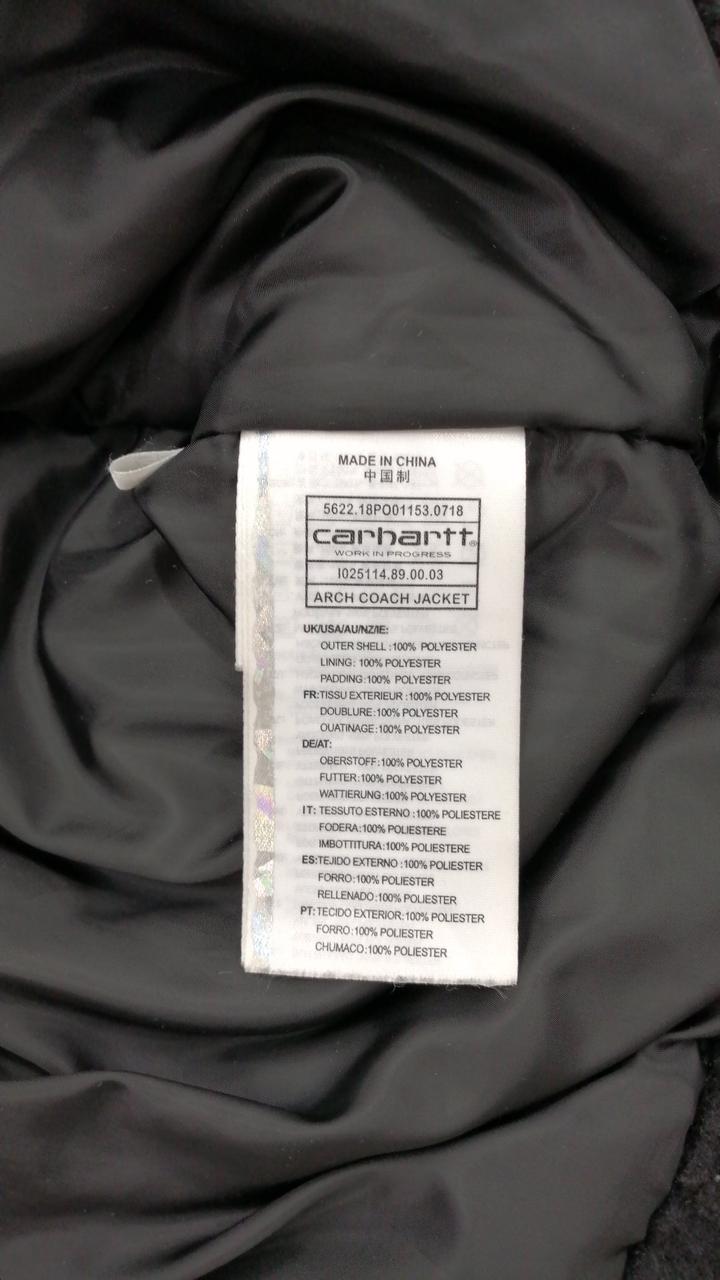 MADE IN CHINA
中国制
5622.18PO01153.0718
carhartt®
WORK IN PROGRESS
I025114.89.00.03
ARCH COACH JACKET
UK/USA/AU/NZ/IE:
OUTER SHELL :100% POLYESTER
LINING: 100% POLYESTER
PADDING:100% POLYESTER
FR:TISSU EXTERIEUR :100% POLYESTER
DOUBLURE:100% POLYESTER
OUATINAGE:100% POLYESTER
DE/AT:
OBERSTOFF:100% POLYESTER
FUTTER:100% POLYESTER
WATTIERUNG:100% POLYESTER
IT: TESSUTO ESTERNO :100% POLIESTERE
FODERA:100% POLIESTERE
IMBOTTITURA:100% POLIESTERE
ES:TEJIDO EXTERNO :100% POLIESTER
FORRO:100% POLIESTER
RELLENADO:100% POLIESTER
PT:TECIDO EXTERIOR:100% POLIESTER
FORRO:100% POLIESTER
CHUMACO:100% POLIESTER